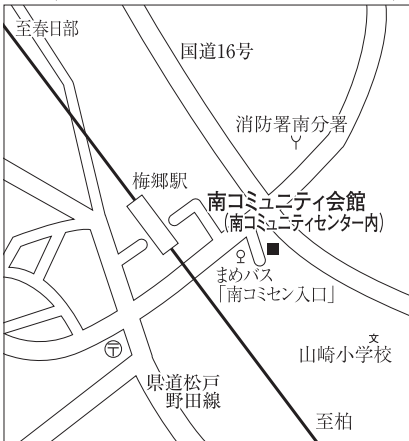 至春日部
国道16号
消防署南分署
梅郷駅
南コミュニティ会館
(南コミュニティセンター内)
まめバス
「南コミセン入口」
文
山崎小学校
県道松戸
野田線
至柏